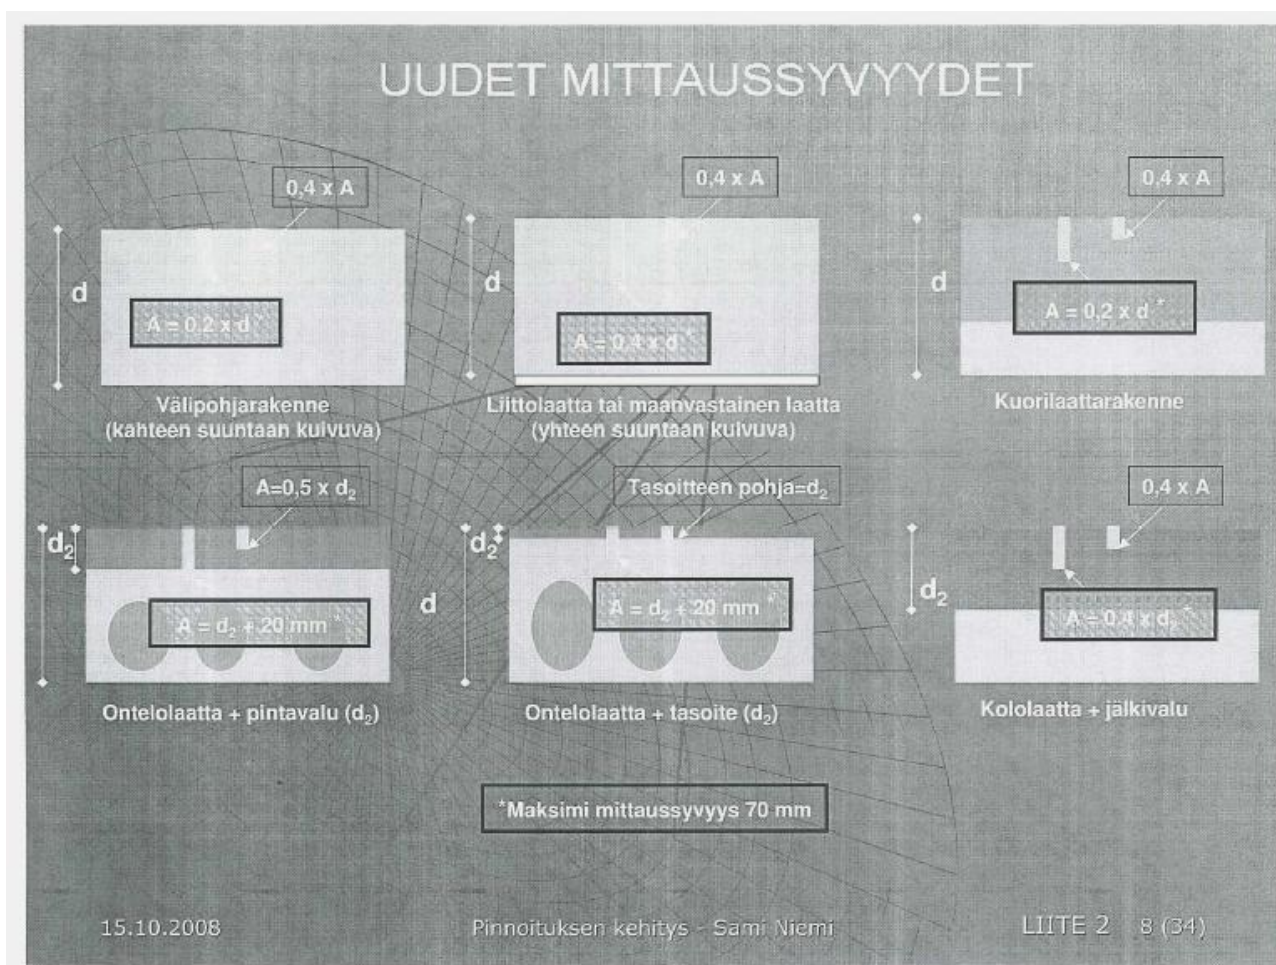 UUDET MITTAUSSYVYYDET
0,4 x A
0,4 x A
0,4 x A
d
d
d
A = 0,2 x d *
A = 0,4 x d *
A = 0,2 x d *
Välipohjarakenne
(kahteen suuntaan kuivuva)
Liittolaatta tai maanvastainen laatta
(yhteen suuntaan kuivuva)
Kuorilaattarakenne
A=0,5 x d₂
Tasoitteen pohja=d₂
0,4 x A
d₂
d₂
d₂
d
A = d₂ + 20 mm *
A = d₂ + 20 mm *
A = 0,4 x d₂ *
Ontelolaatta + pintavalu (d₂)
Ontelolaatta + tasoite (d₂)
Kololaatta + jälkivalu
*Maksimi mittaussyvyys 70 mm
15.10.2008
Pinnoituksen kehitys - Sami Niemi
LIITE 2 8 (34)